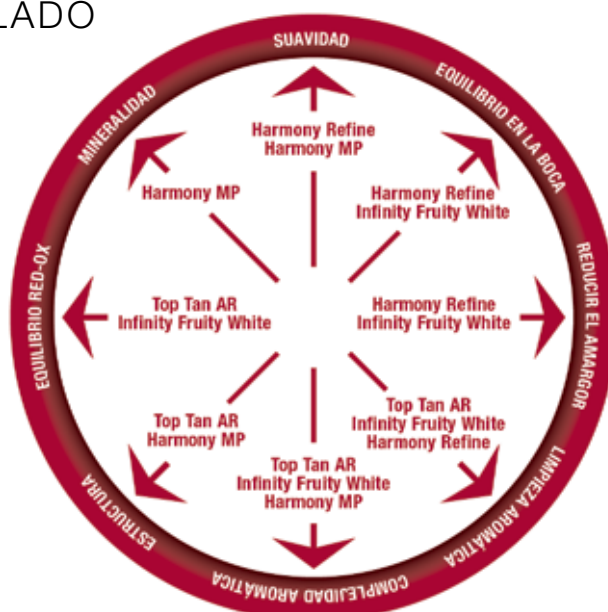 LADO
SUAVIDAD
EQUILIBRIO EN LA BOCA
REDUCIR EL AMARGOR
LIMPIEZA AROMÁTICA
COMPLEJIDAD AROMÁTICA
ESTRUCTURA
EQUILIBRIO RED-OX
MINERALIDAD
Harmony Refine
Harmony MP
Harmony Refine
Infinity Fruity White
Harmony Refine
Infinity Fruity White
Top Tan AR
Infinity Fruity White
Harmony Refine
Top Tan AR
Infinity Fruity White
Harmony MP
Top Tan AR
Harmony MP
Top Tan AR
Infinity Fruity White
Harmony MP